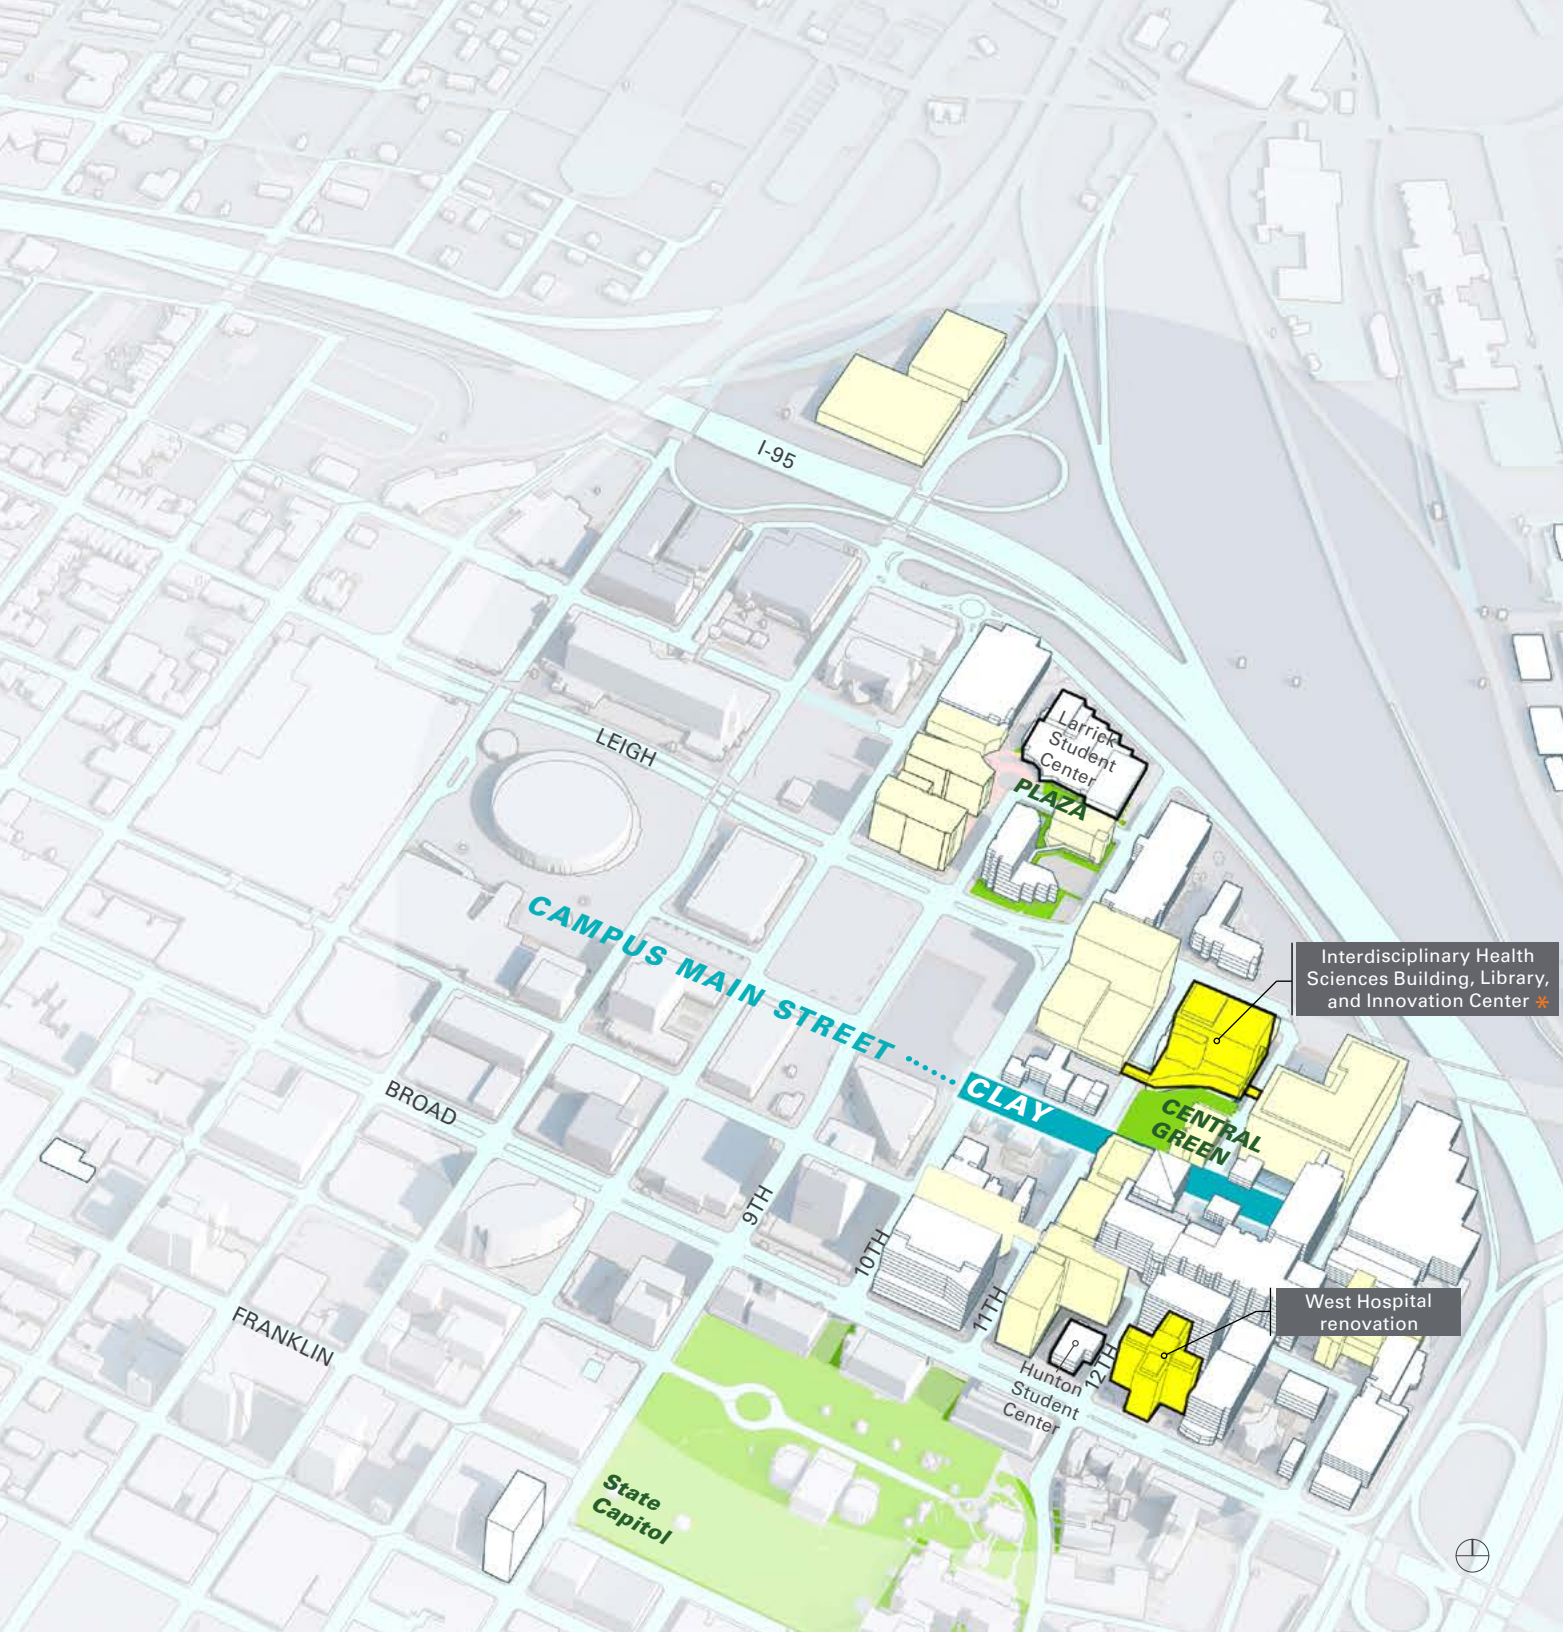 I-95
LEIGH
Larrick
Student
Center
PLAZA
CAMPUS MAIN STREET
CLAY
Interdisciplinary Health
Sciences Building, Library,
and Innovation Center *
CENTRAL
GREEN
BROAD
9TH
10TH
11TH
12TH
FRANKLIN
West Hospital
renovation
Hunton
Student
Center
State
Capitol